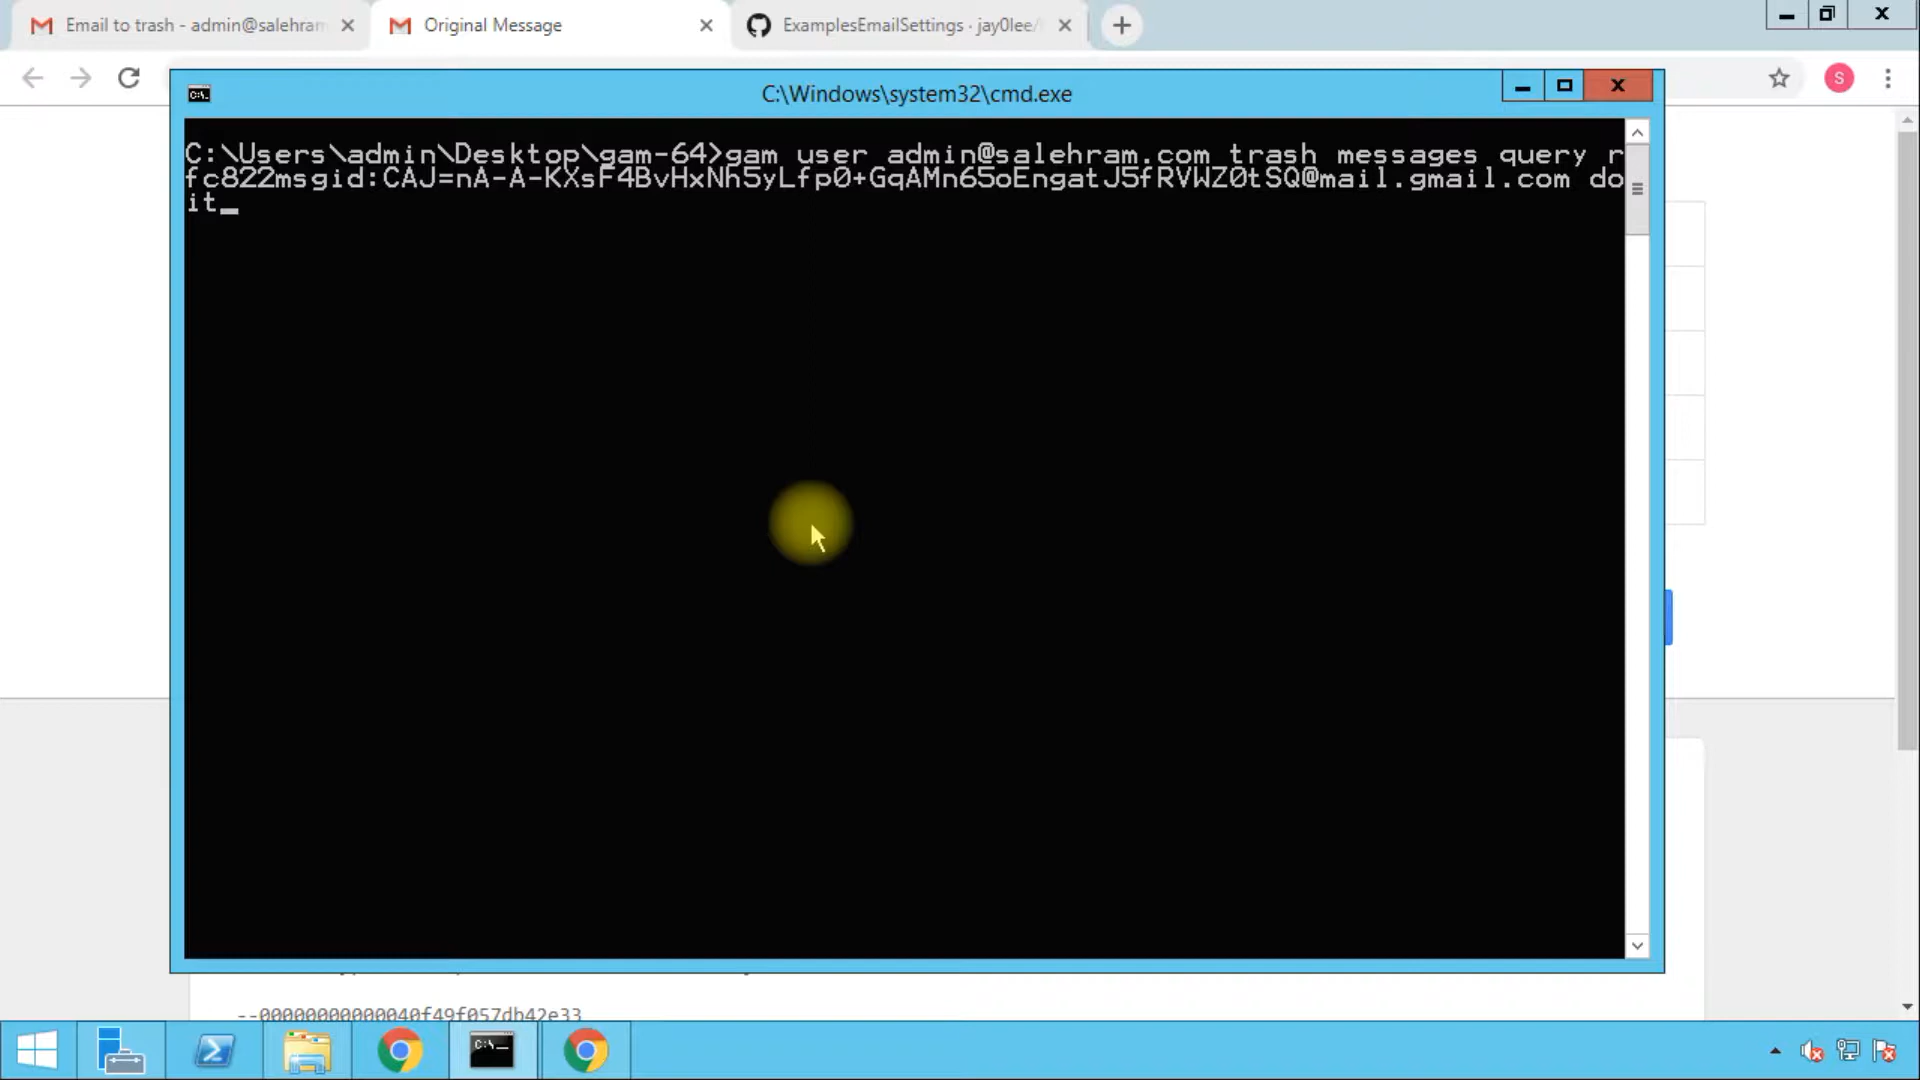 Email to trash - admin@salehram
Original Message
ExamplesEmailSettings · jay0lee/
S
C:\Windows\system32\cmd.exe
C:\Users\admin\Desktop\gam-64>gam user admin@salehram.com trash messages query r
fc822msgid:CAJ=nA-A-KXsF4BvHxNh5yLfp0+GqAMn65oEngatJ5fRVWZ0tSQ@mail.gmail.com do
it_
--00000000000040f49f057db42e33